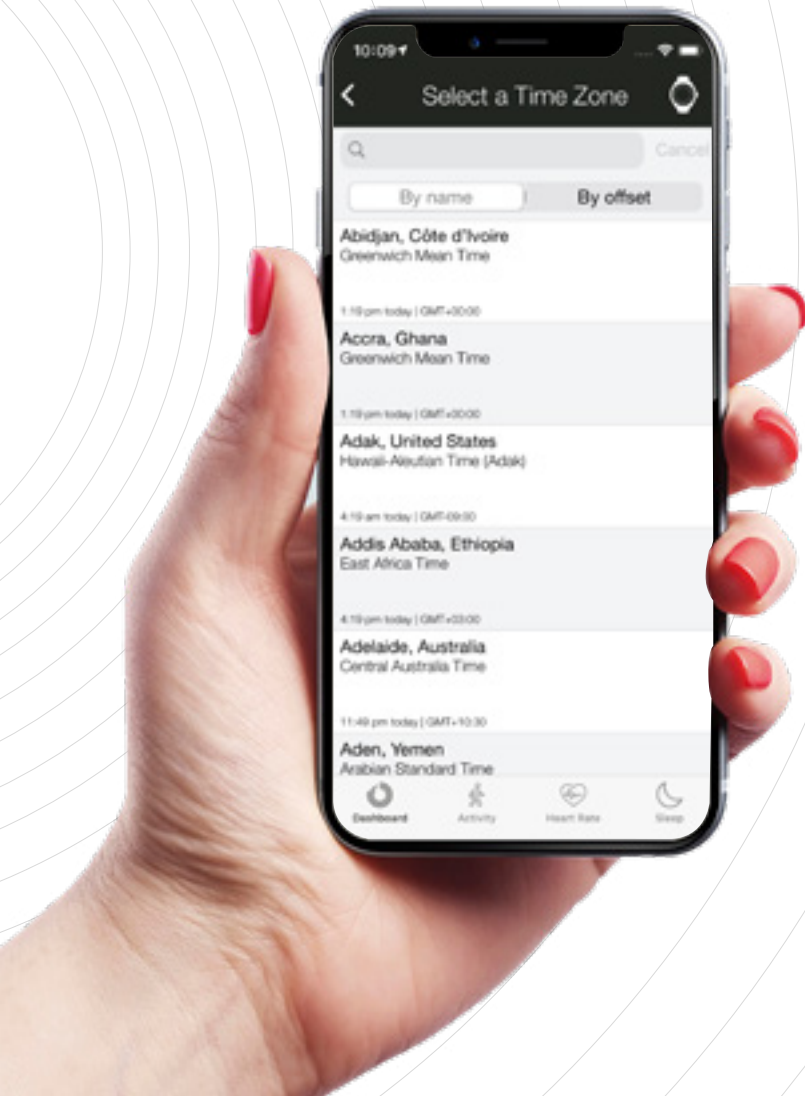 10:09
Select a Time Zone
Cancel
By name
By offset
Abidjan, Côte d'Ivoire
Greenwich Mean Time
1:19 pm today | GMT+00:00
Accra, Ghana
Greenwich Mean Time
1:19 pm today | GMT+00:00
Adak, United States
Hawaii-Aleutian Time (Adak)
4:19 am today | GMT-09:00
Addis Ababa, Ethiopia
East Africa Time
4:19 pm today | GMT+03:00
Adelaide, Australia
Central Australia Time
11:49 pm today | GMT+10:30
Aden, Yemen
Arabian Standard Time
Dashboard
Activity
Heart Rate
Sleep